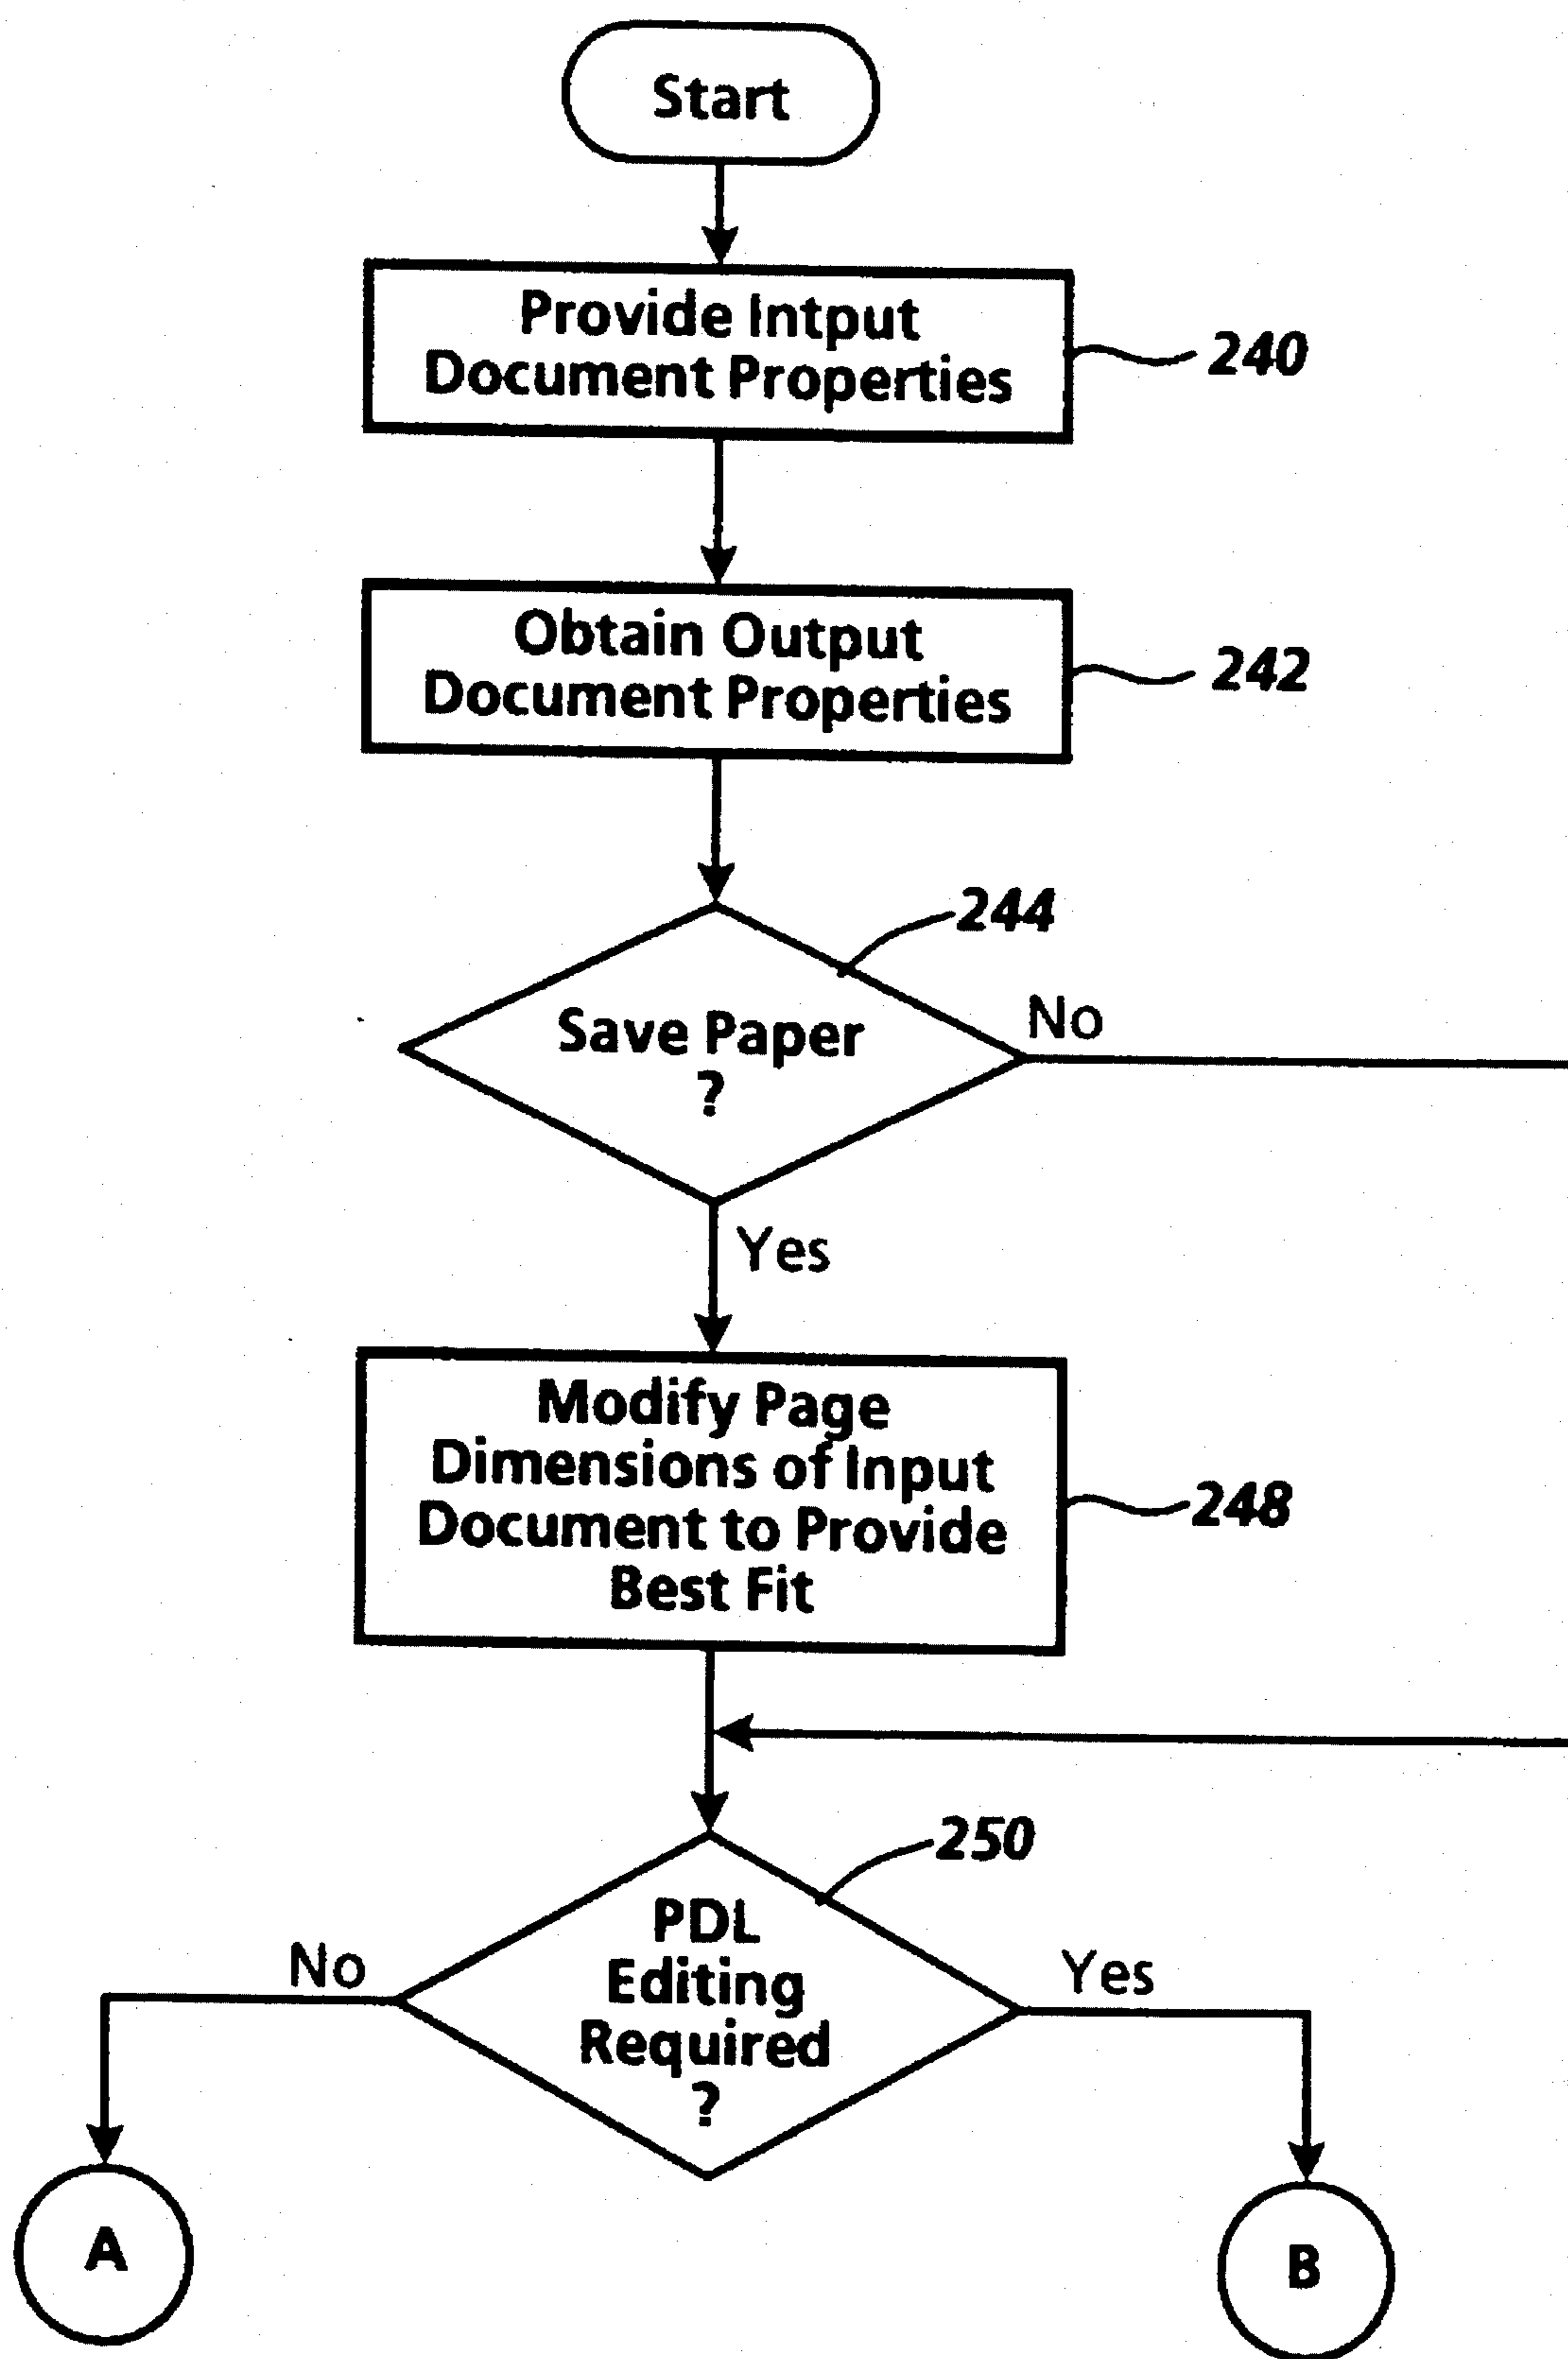 Start
Provide Intput
Document Properties
240
Obtain Output
Document Properties
242
244
Save Paper
?
No
Yes
Modify Page
Dimensions of Input
Document to Provide
Best Fit
248
250
PDL
Editing
Required
?
No
Yes
A
B